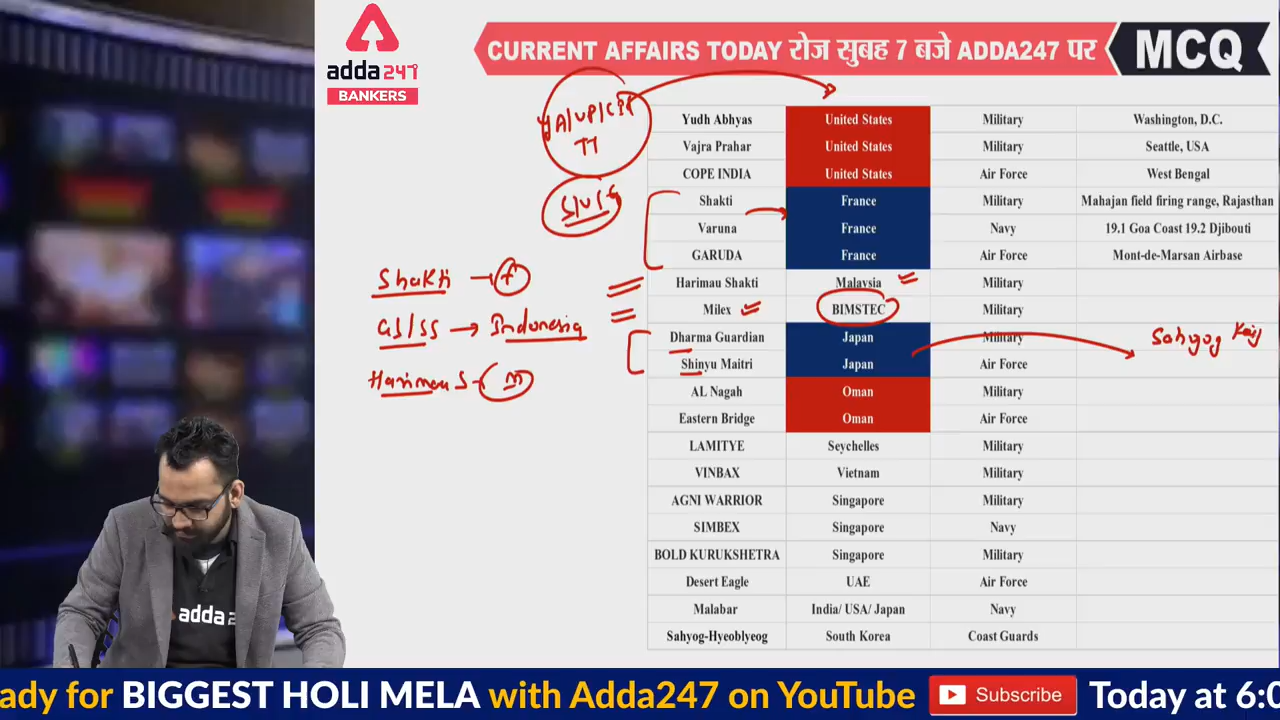 adda247
BANKERS
CURRENT AFFAIRS TODAY रोज सुबह 7 बजे ADDA247 पर
MCQ
Yudh Abhyas United States Military Washington, D.C.
Vajra Prahar United States Military Seattle, USA
COPE INDIA United States Air Force West Bengal
Shakti France Military Mahajan field firing range, Rajasthan
Varuna France Navy 19.1 Goa Coast 19.2 Djibouti
GARUDA France Air Force Mont-de-Marsan Airbase
Harimau Shakti Malaysia Military
Milex BIMSTEC Military
Dharma Guardian Japan Military
Shinyu Maitri Japan Air Force
AL Nagah Oman Military
Eastern Bridge Oman Air Force
LAMITYE Seychelles Military
VINBAX Vietnam Military
AGNI WARRIOR Singapore Military
SIMBEX Singapore Navy
BOLD KURUKSHETRA Singapore Military
Desert Eagle UAE Air Force
Malabar India/ USA/ Japan Navy
Sahyog-Hyeoblyeog South Korea Coast Guards
S/V/G
Shakti → F
GS/SS → Indonesia
Harimau S → M
Sahyog Kaij
adda2
ady for BIGGEST HOLI MELA with Adda247 on YouTube
Subscribe
Today at 6:0